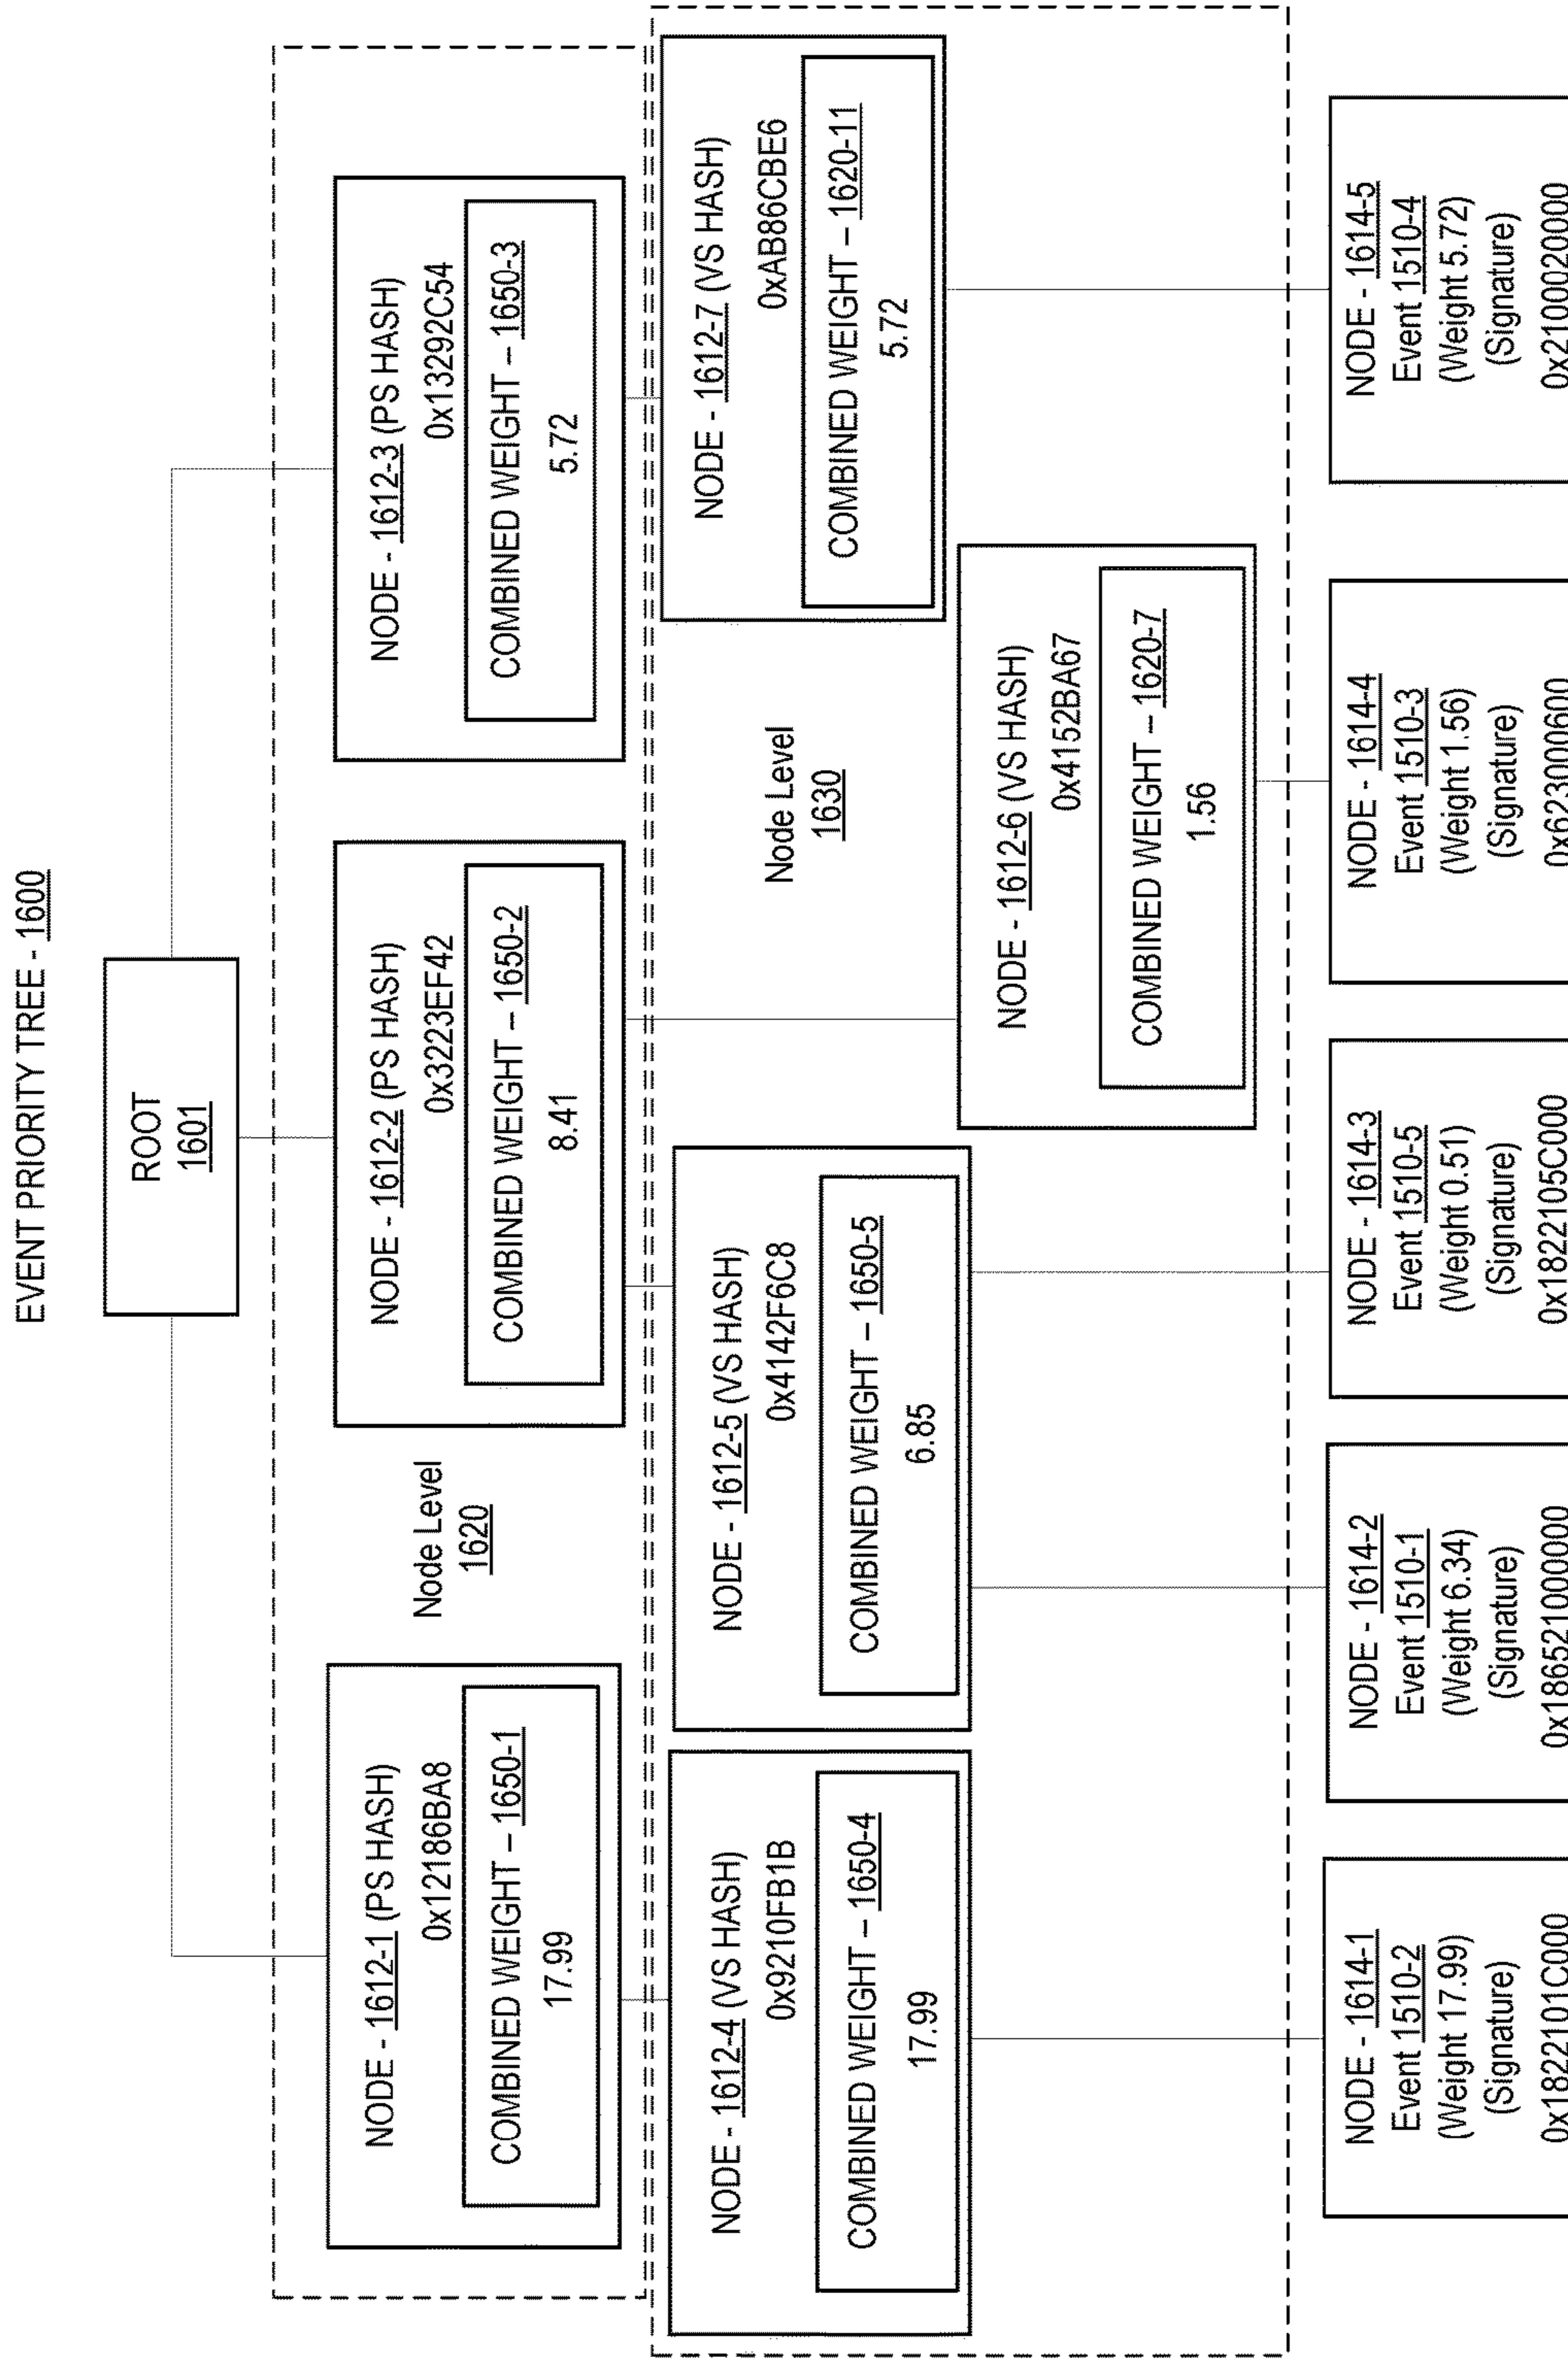 EVENT PRIORITY TREE - 1600
ROOT
1601
NODE - 1612-1 (PS HASH)
0x12186BA8
COMBINED WEIGHT – 1650-1
17.99
Node Level
1620
NODE - 1612-2 (PS HASH)
0x3223EF42
COMBINED WEIGHT – 1650-2
8.41
NODE - 1612-3 (PS HASH)
0x13292C54
COMBINED WEIGHT – 1650-3
5.72
NODE - 1612-4 (VS HASH)
0x9210FB1B
COMBINED WEIGHT – 1650-4
17.99
NODE - 1612-5 (VS HASH)
0x4142F6C8
COMBINED WEIGHT – 1650-5
6.85
Node Level
1630
NODE - 1612-7 (VS HASH)
0xAB86CBE6
COMBINED WEIGHT – 1620-11
5.72
NODE - 1612-6 (VS HASH)
0x4152BA67
COMBINED WEIGHT – 1620-7
1.56
NODE - 1614-1
Event 1510-2
(Weight 17.99)
(Signature)
0x1822101C000
NODE - 1614-2
Event 1510-1
(Weight 6.34)
(Signature)
0x18652100000
NODE - 1614-3
Event 1510-5
(Weight 0.51)
(Signature)
0x1822105C000
NODE - 1614-4
Event 1510-3
(Weight 1.56)
(Signature)
0x623000600
NODE - 1614-5
Event 1510-4
(Weight 5.72)
(Signature)
0x2100020000